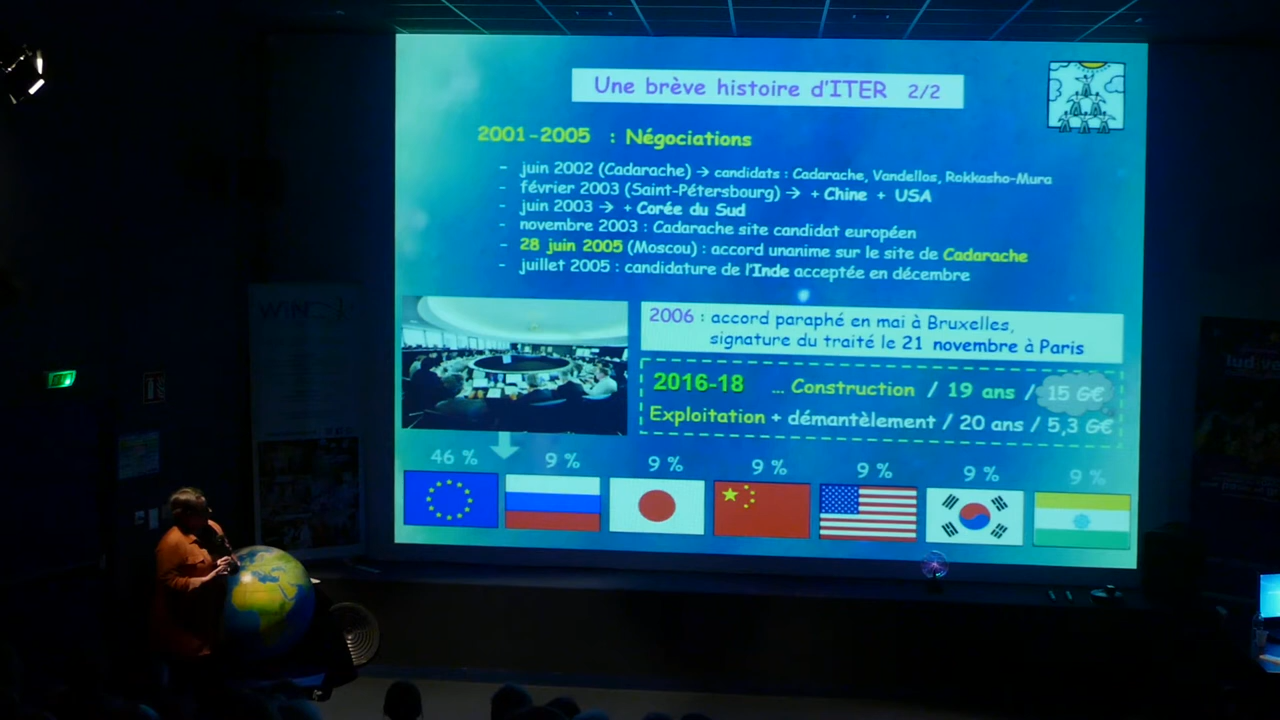 Une brève histoire d'ITER 2/2
2001-2005 : Négociations
- juin 2002 (Cadarache) → candidats : Cadarache, Vandellos, Rokkasho-Mura
- février 2003 (Saint-Pétersbourg) → + Chine + USA
- juin 2003 → + Corée du Sud
- novembre 2003 : Cadarache site candidat européen
- 28 juin 2005 (Moscou) : accord unanime sur le site de Cadarache
- juillet 2005 : candidature de l'Inde acceptée en décembre
2006 : accord paraphé en mai à Bruxelles,
signature du traité le 21 novembre à Paris
2016-18 ... Construction / 19 ans / 15 G€
Exploitation + démantèlement / 20 ans / 5,3 G€
46 % 9 % 9 % 9 % 9 % 9 % 9 %
WiN